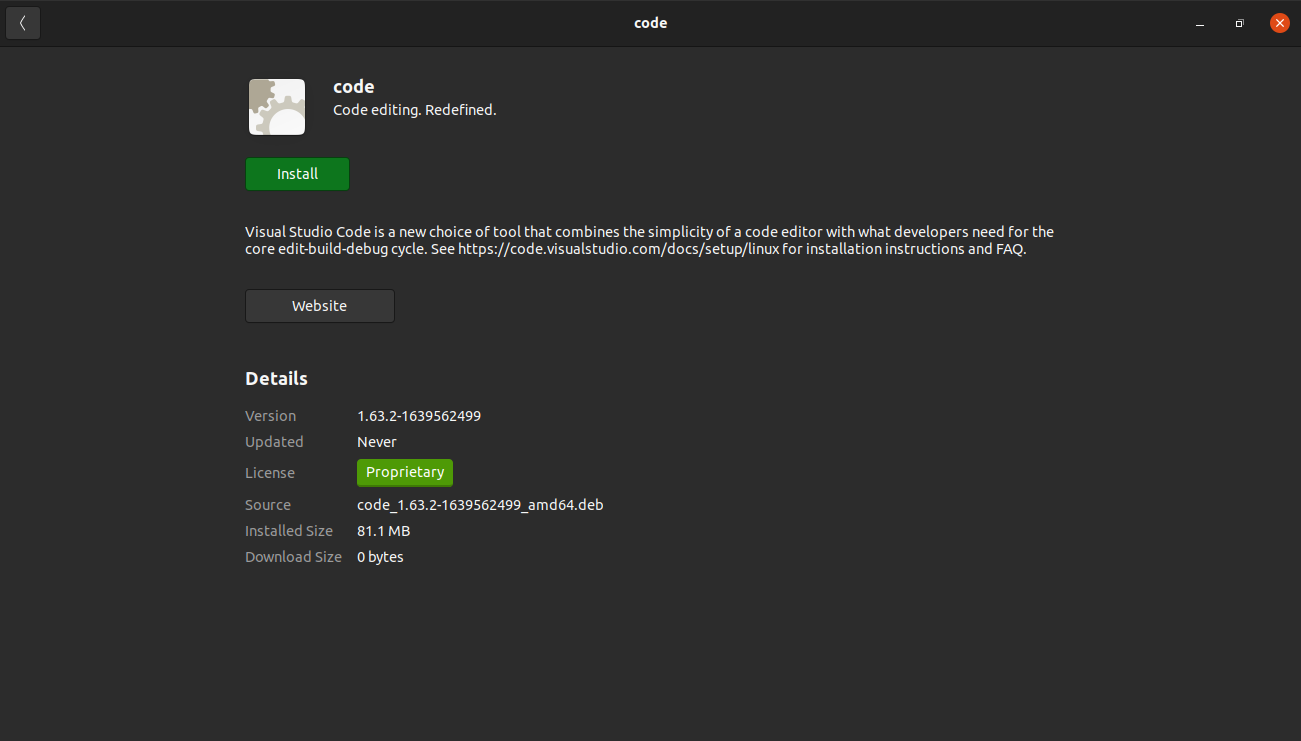 code
code
Code editing. Redefined.
Install
Visual Studio Code is a new choice of tool that combines the simplicity of a code editor with what developers need for the
core edit-build-debug cycle. See https://code.visualstudio.com/docs/setup/linux for installation instructions and FAQ.
Website
Details
Version 1.63.2-1639562499
Updated Never
License Proprietary
Source code_1.63.2-1639562499_amd64.deb
Installed Size 81.1 MB
Download Size 0 bytes